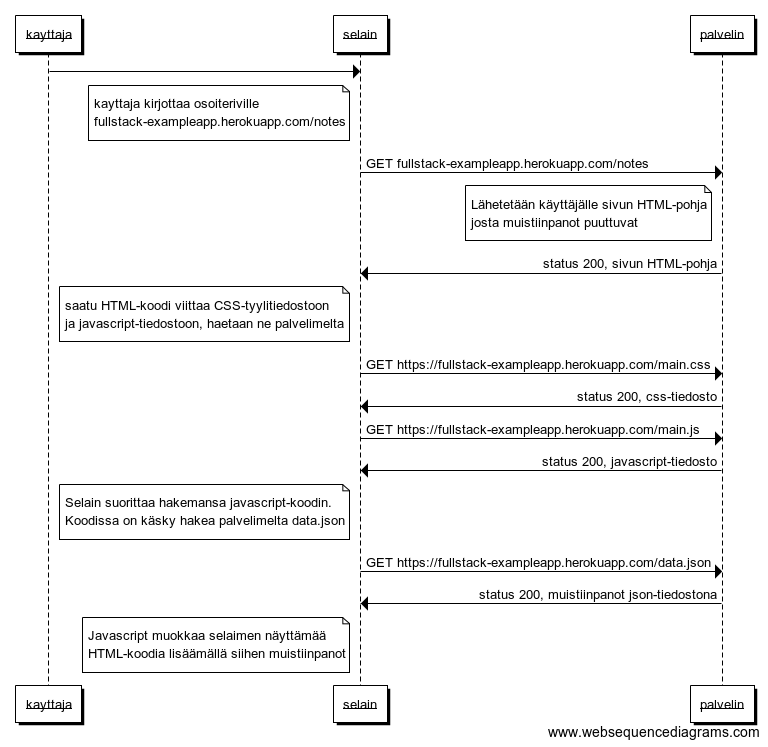 kayttaja selain palvelin
kayttaja kirjottaa osoiteriville
fullstack-exampleapp.herokuapp.com/notes
GET fullstack-exampleapp.herokuapp.com/notes
Lähetetään käyttäjälle sivun HTML-pohja
josta muistiinpanot puuttuvat
status 200, sivun HTML-pohja
saatu HTML-koodi viittaa CSS-tyylitiedostoon
ja javascript-tiedostoon, haetaan ne palvelimelta
GET https://fullstack-exampleapp.herokuapp.com/main.css
status 200, css-tiedosto
GET https://fullstack-exampleapp.herokuapp.com/main.js
status 200, javascript-tiedosto
Selain suorittaa hakemansa javascript-koodin.
Koodissa on käsky hakea palvelimelta data.json
GET https://fullstack-exampleapp.herokuapp.com/data.json
status 200, muistiinpanot json-tiedostona
Javascript muokkaa selaimen näyttämää
HTML-koodia lisäämällä siihen muistiinpanot
kayttaja selain palvelin
www.websequencediagrams.com